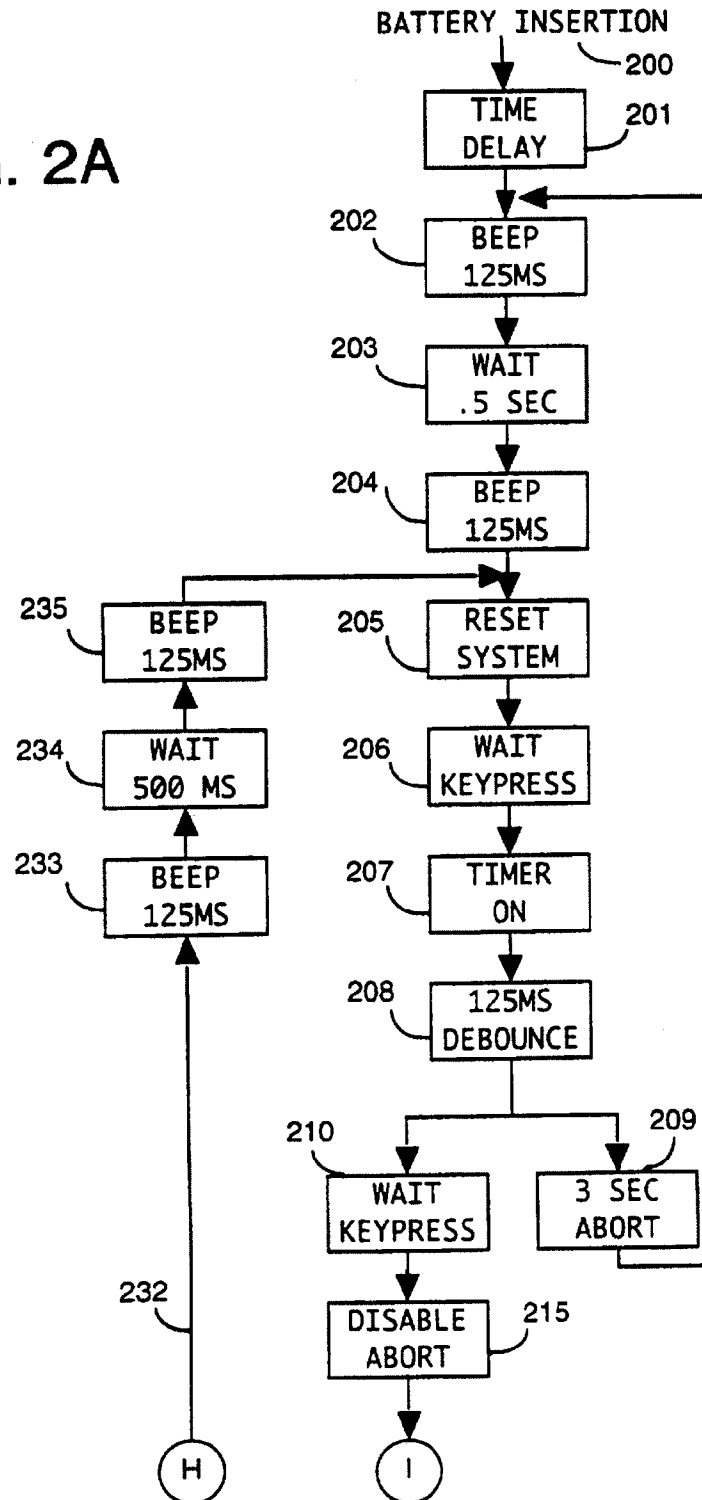 BATTERY INSERTION
200
TIME
DELAY
201
. 2A
202
BEEP
125MS
203
WAIT
.5 SEC
204
BEEP
125MS
235
BEEP
125MS
205
RESET
SYSTEM
234
WAIT
500 MS
206
WAIT
KEYPRESS
233
BEEP
125MS
207
TIMER
ON
208
125MS
DEBOUNCE
210
WAIT
KEYPRESS
209
3 SEC
ABORT
232
DISABLE
ABORT
215
H
I